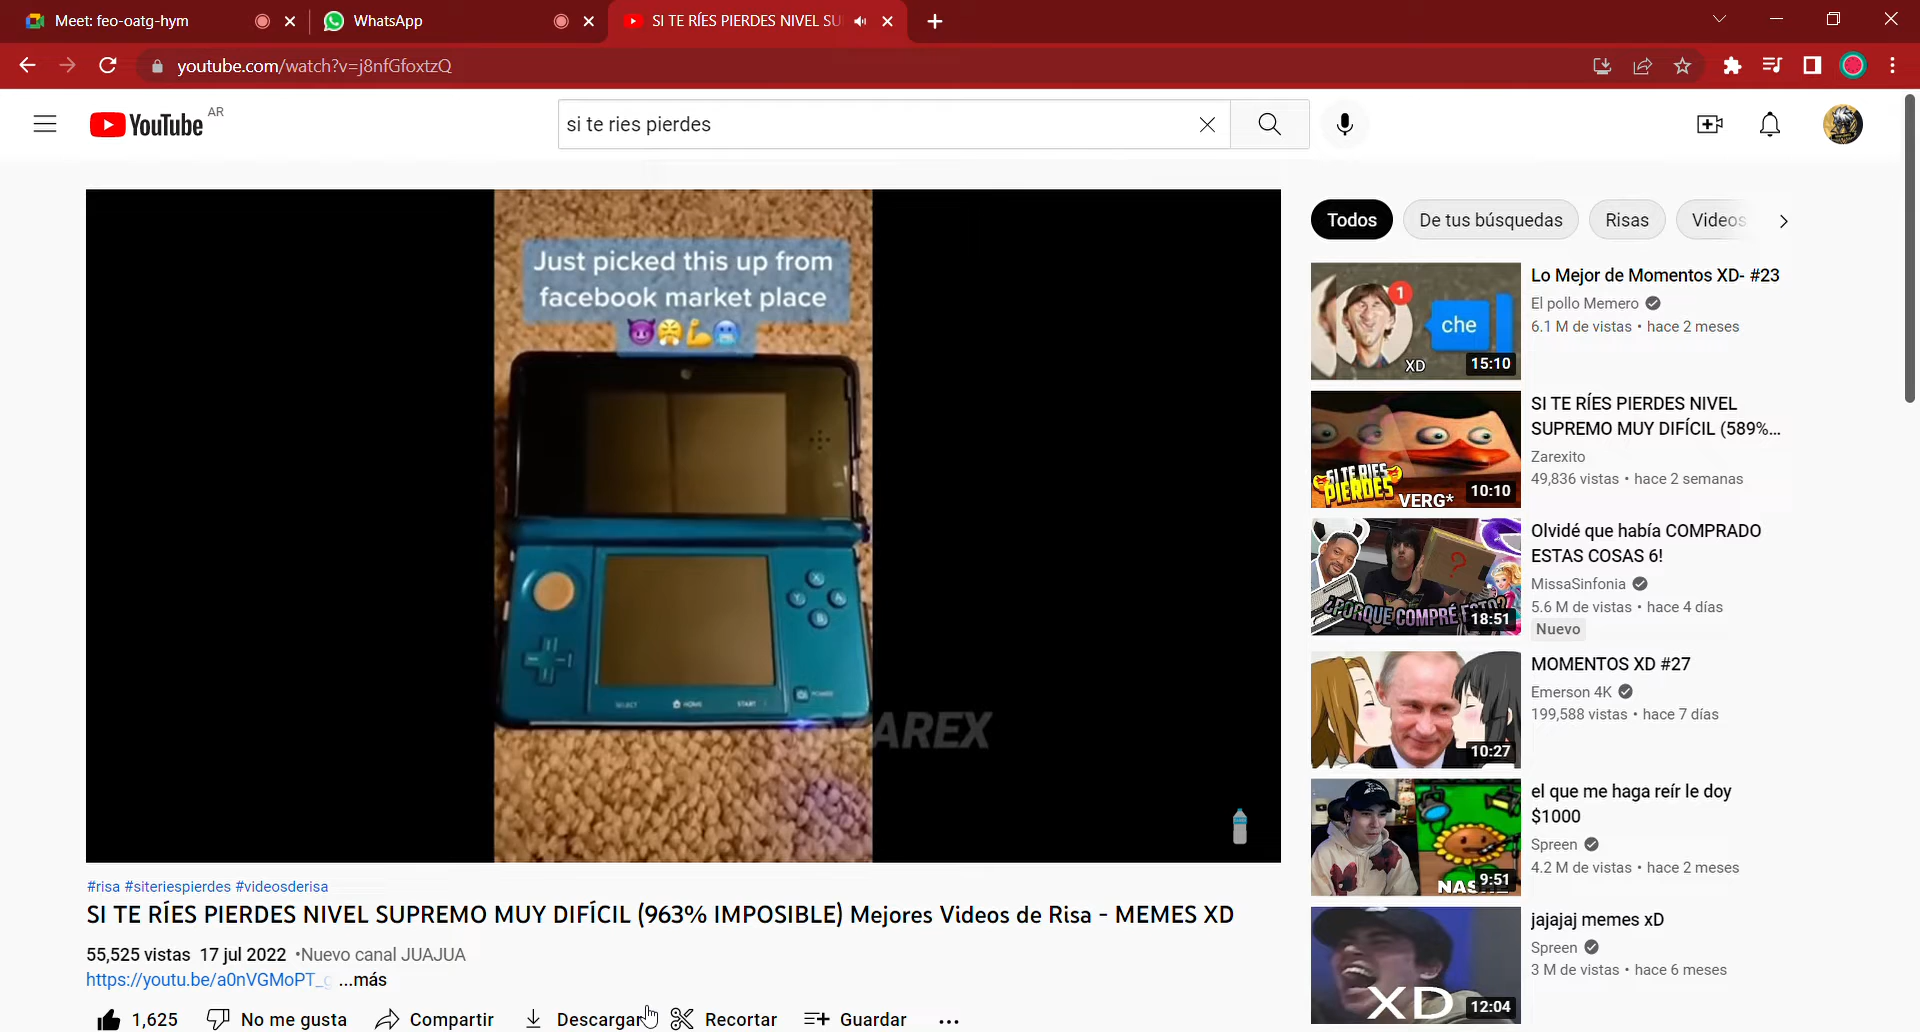 Meet: feo-oatg-hym
WhatsApp
SI TE RÍES PIERDES NIVEL SU
youtube.com/watch?v=j8nfGfoxtzQ
YouTube AR
si te ries pierdes
Just picked this up from
facebook market place
😈😤💪🥶
X
Y A
B
SELECT HOME START POWER
ZAREX
#risa #siteriespierdes #videosderisa
SI TE RÍES PIERDES NIVEL SUPREMO MUY DIFÍCIL (963% IMPOSIBLE) Mejores Videos de Risa - MEMES XD
55,525 vistas 17 jul 2022 •Nuevo canal JUAJUA
https://youtu.be/a0nVGMoPT_ ...más
1,625 No me gusta Compartir Descargar Recortar Guardar ...
Todos De tus búsquedas Risas Videos
1
che
XD
15:10
Lo Mejor de Momentos XD- #23
El pollo Memero
6.1 M de vistas • hace 2 meses
SI TE RIES
PIERDES
VERG*
10:10
SI TE RÍES PIERDES NIVEL
SUPREMO MUY DIFÍCIL (589%...
Zarexito
49,836 vistas • hace 2 semanas
?
¿PORQUE COMPRÉ ESTO?
18:51
Olvidé que había COMPRADO
ESTAS COSAS 6!
MissaSinfonia
5.6 M de vistas • hace 4 días
Nuevo
10:27
MOMENTOS XD #27
Emerson 4K
199,588 vistas • hace 7 días
9:51
el que me haga reír le doy
$1000
Spreen
4.2 M de vistas • hace 2 meses
XD
12:04
jajajaj memes xD
Spreen
3 M de vistas • hace 6 meses